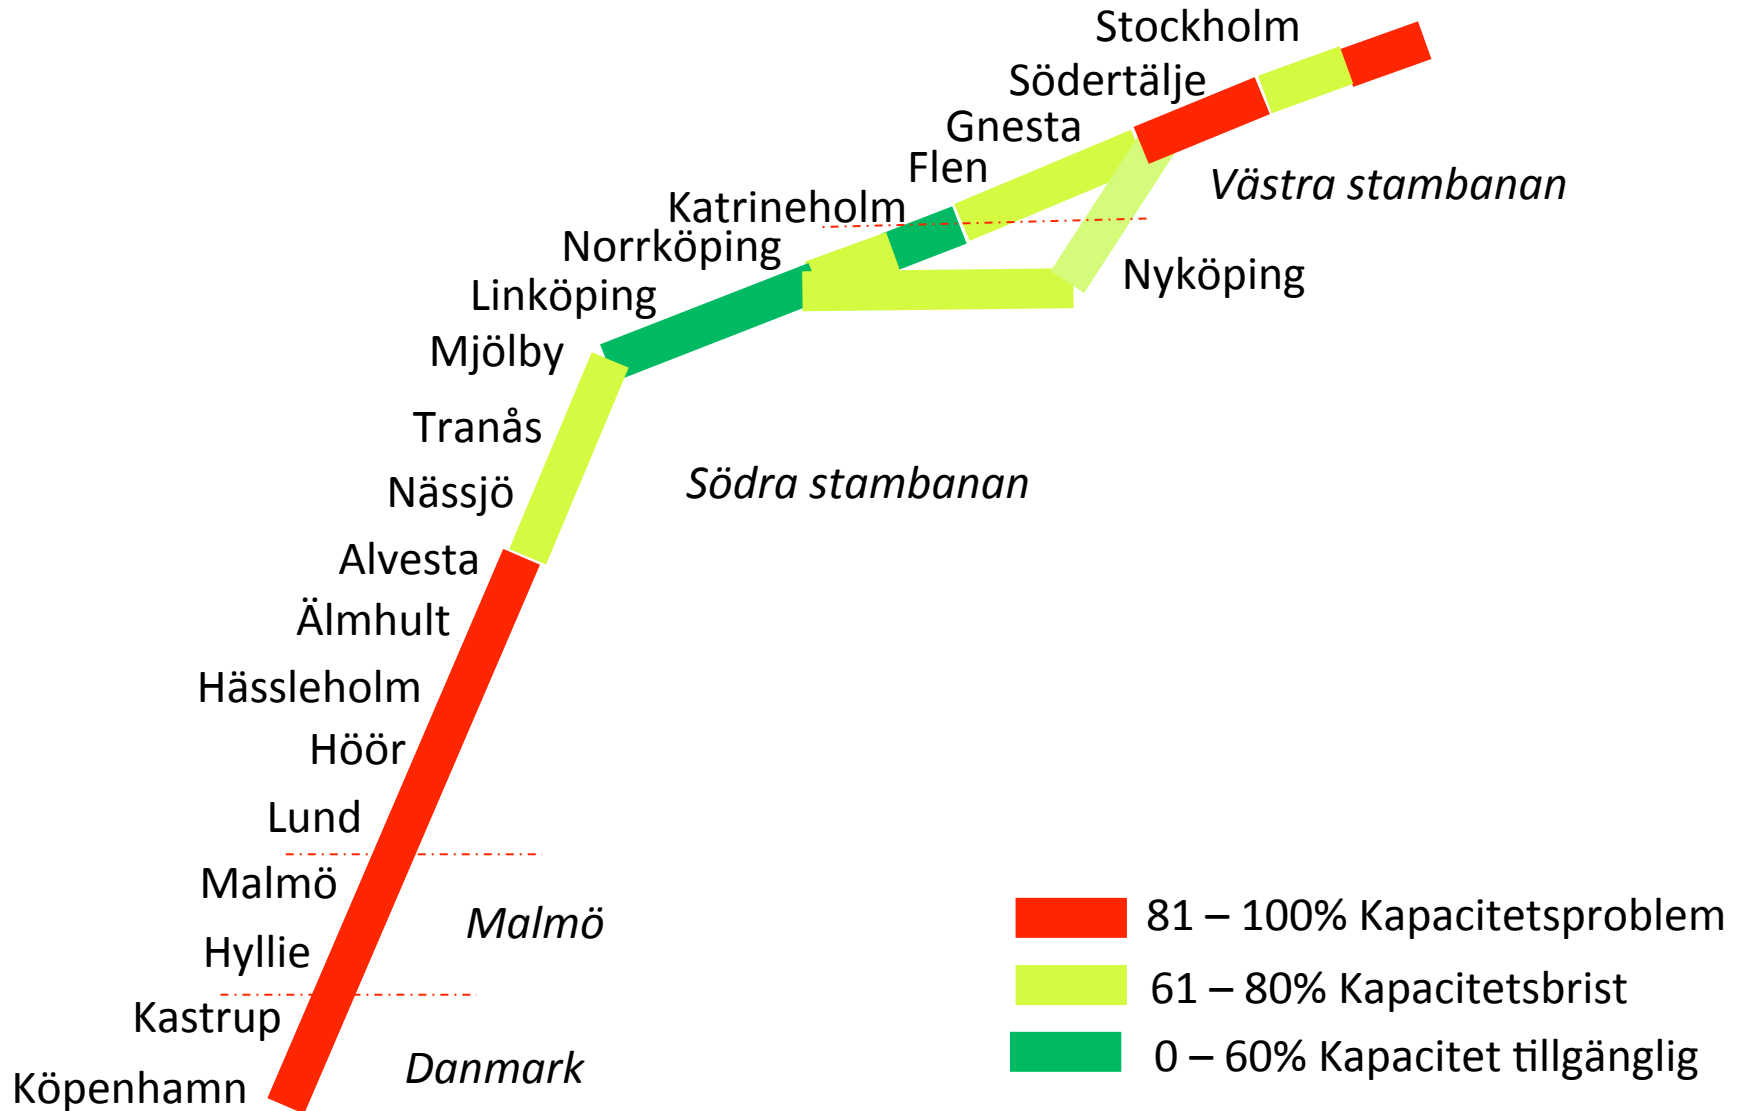 Stockholm
Södertälje
Gnesta
Flen
Västra stambanan
Katrineholm
Norrköping
Nyköping
Linköping
Mjölby
Tranås
Södra stambanan
Nässjö
Alvesta
Älmhult
Hässleholm
Höör
Lund
Malmö
Malmö
Hyllie
Kastrup
Danmark
Köpenhamn
81 – 100% Kapacitetsproblem
61 – 80% Kapacitetsbrist
0 – 60% Kapacitet tillgänglig